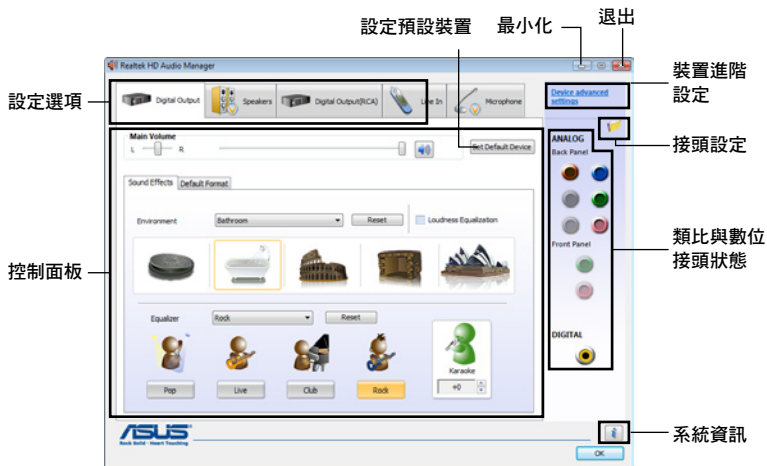 設定預設裝置
最小化
退出
Realtek HD Audio Manager
設定選項
Digital Output
Speakers
Digital Output(RCA)
Line In
Microphone
Device advanced
settings
裝置進階
設定
Main Volume
L
R
Set Default Device
ANALOG
Back Panel
接頭設定
Sound Effects
Default Format
Environment
Bathroom
Reset
Loudness Equalization
Front Panel
類比與數位
接頭狀態
控制面板
Equalizer
Rock
Reset
DIGITAL
Karaoke
Pop
Live
Club
Rock
+0
ASUS
Rock Solid · Heart Touching
系統資訊
OK